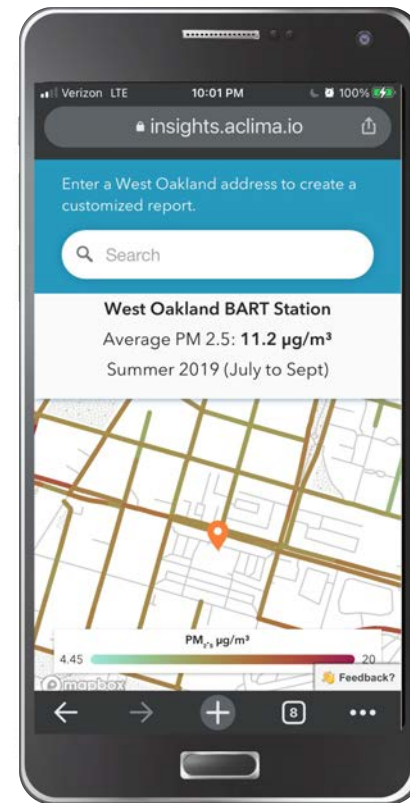 Verizon LTE 10:01 PM 100%
insights.aclima.io
Enter a West Oakland address to create a
customized report.
Search
West Oakland BART Station
Average PM 2.5: 11.2 µg/m³
Summer 2019 (July to Sept)
PM₂.₅ µg/m³
4.45 20
Feedback?
mapbox
8